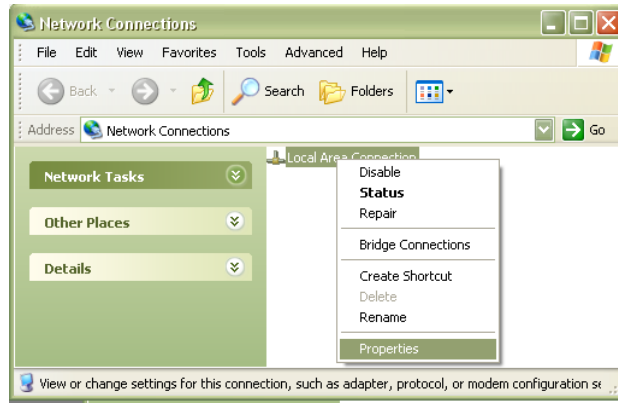 Network Connections
File Edit View Favorites Tools Advanced Help
Back Search Folders
Address Network Connections Go
Network Tasks
Other Places
Details
Local Area Connection
Disable
Status
Repair
Bridge Connections
Create Shortcut
Delete
Rename
Properties
View or change settings for this connection, such as adapter, protocol, or modem configuration se